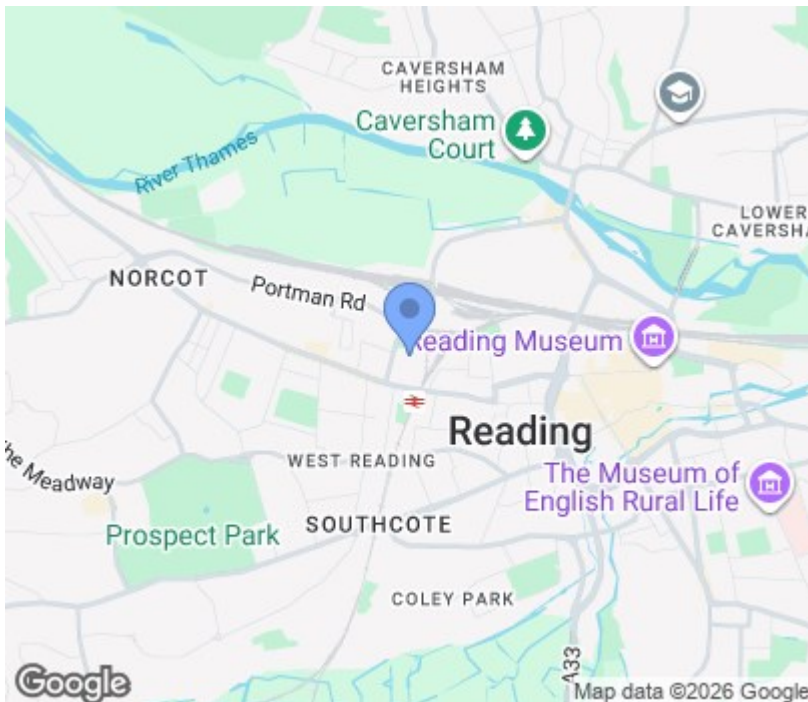 CAVERSHAM
HEIGHTS
Caversham
Court
River Thames
LOWER
CAVERSHA
NORCOT
Portman Rd
Reading Museum
Reading
The Meadway
WEST READING
The Museum of
English Rural Life
SOUTHCOTE
Prospect Park
COLEY PARK
A33
Google
Map data ©2026 Google